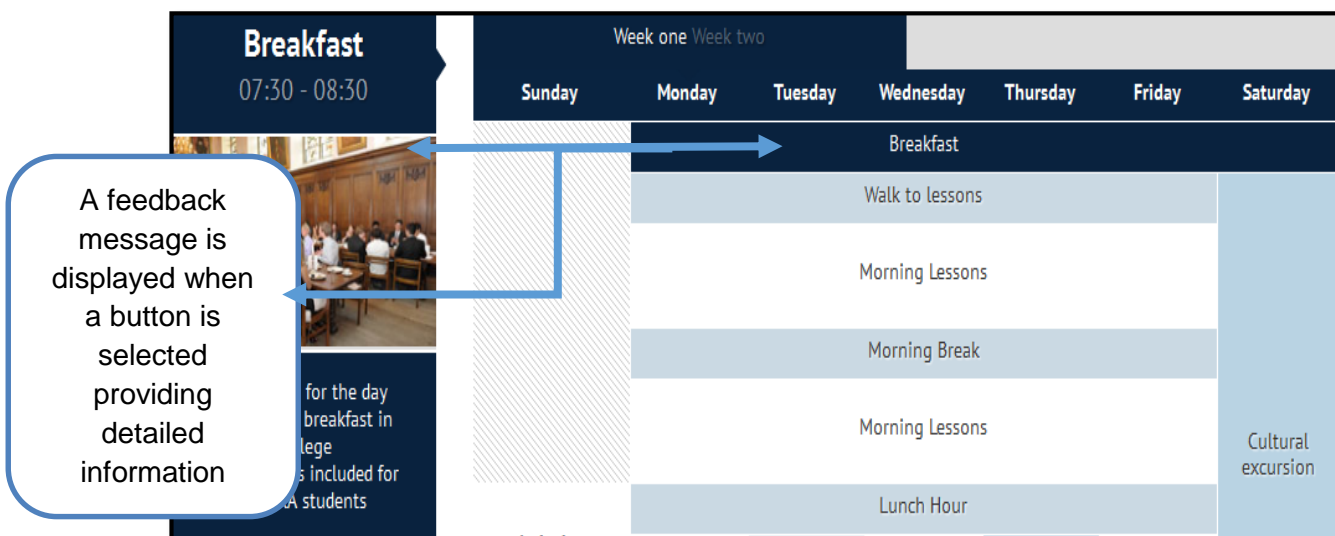 Breakfast
07:30 - 08:30
Week one Week two
Sunday Monday Tuesday Wednesday Thursday Friday Saturday
Breakfast
Walk to lessons
Morning Lessons
Morning Break
Morning Lessons
Lunch Hour
Cultural
excursion
A feedback
message is
displayed when
a button is
selected
providing
detailed
information
for the day
breakfast in
included for
students